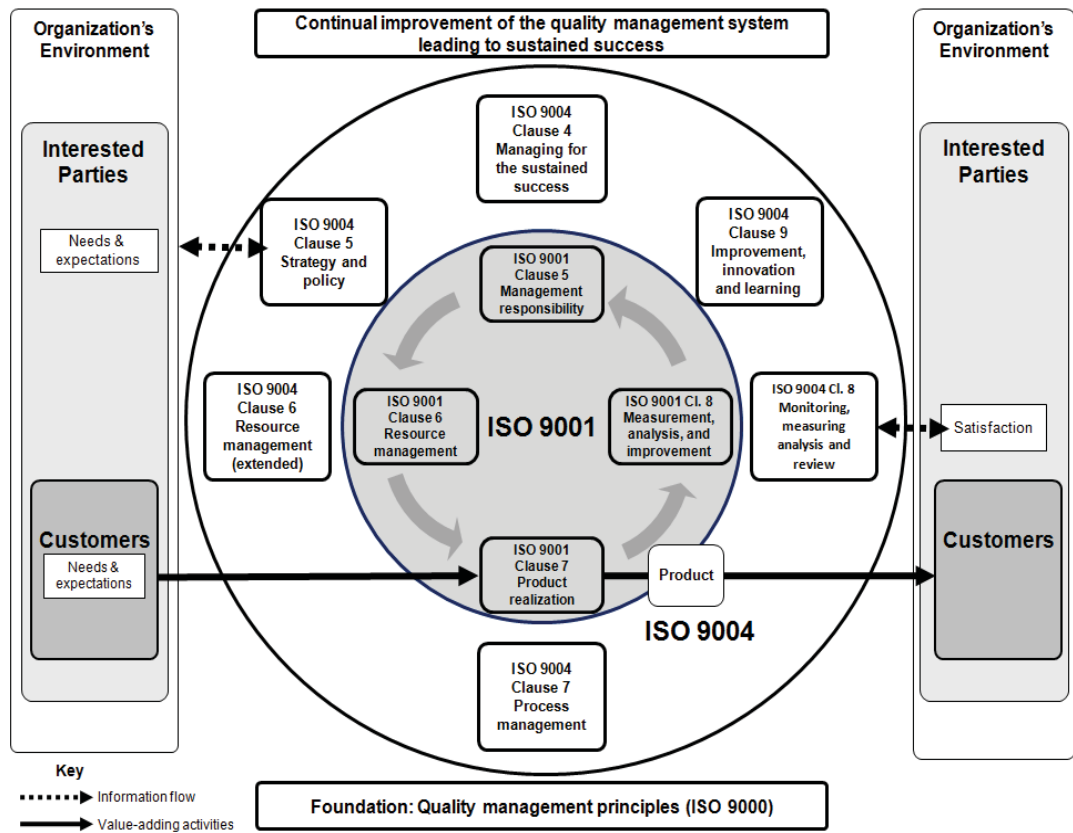 Organization's
Environment
Interested
Parties
Needs &
expectations
Customers
Needs &
expectations
Continual improvement of the quality management system
leading to sustained success
ISO 9004
Clause 4
Managing for
the sustained
success
ISO 9004
Clause 5
Strategy and
policy
ISO 9004
Clause 9
Improvement,
innovation
and learning
ISO 9001
Clause 5
Management
responsibility
ISO 9004
Clause 6
Resource
management
(extended)
ISO 9001
Clause 6
Resource
management
ISO 9001
ISO 9001 Cl. 8
Measurement,
analysis, and
improvement
ISO 9004 Cl. 8
Monitoring,
measuring
analysis and
review
ISO 9001
Clause 7
Product
realization
Product
ISO 9004
ISO 9004
Clause 7
Process
management
Organization's
Environment
Interested
Parties
Satisfaction
Customers
Key
Information flow
Value-adding activities
Foundation: Quality management principles (ISO 9000)